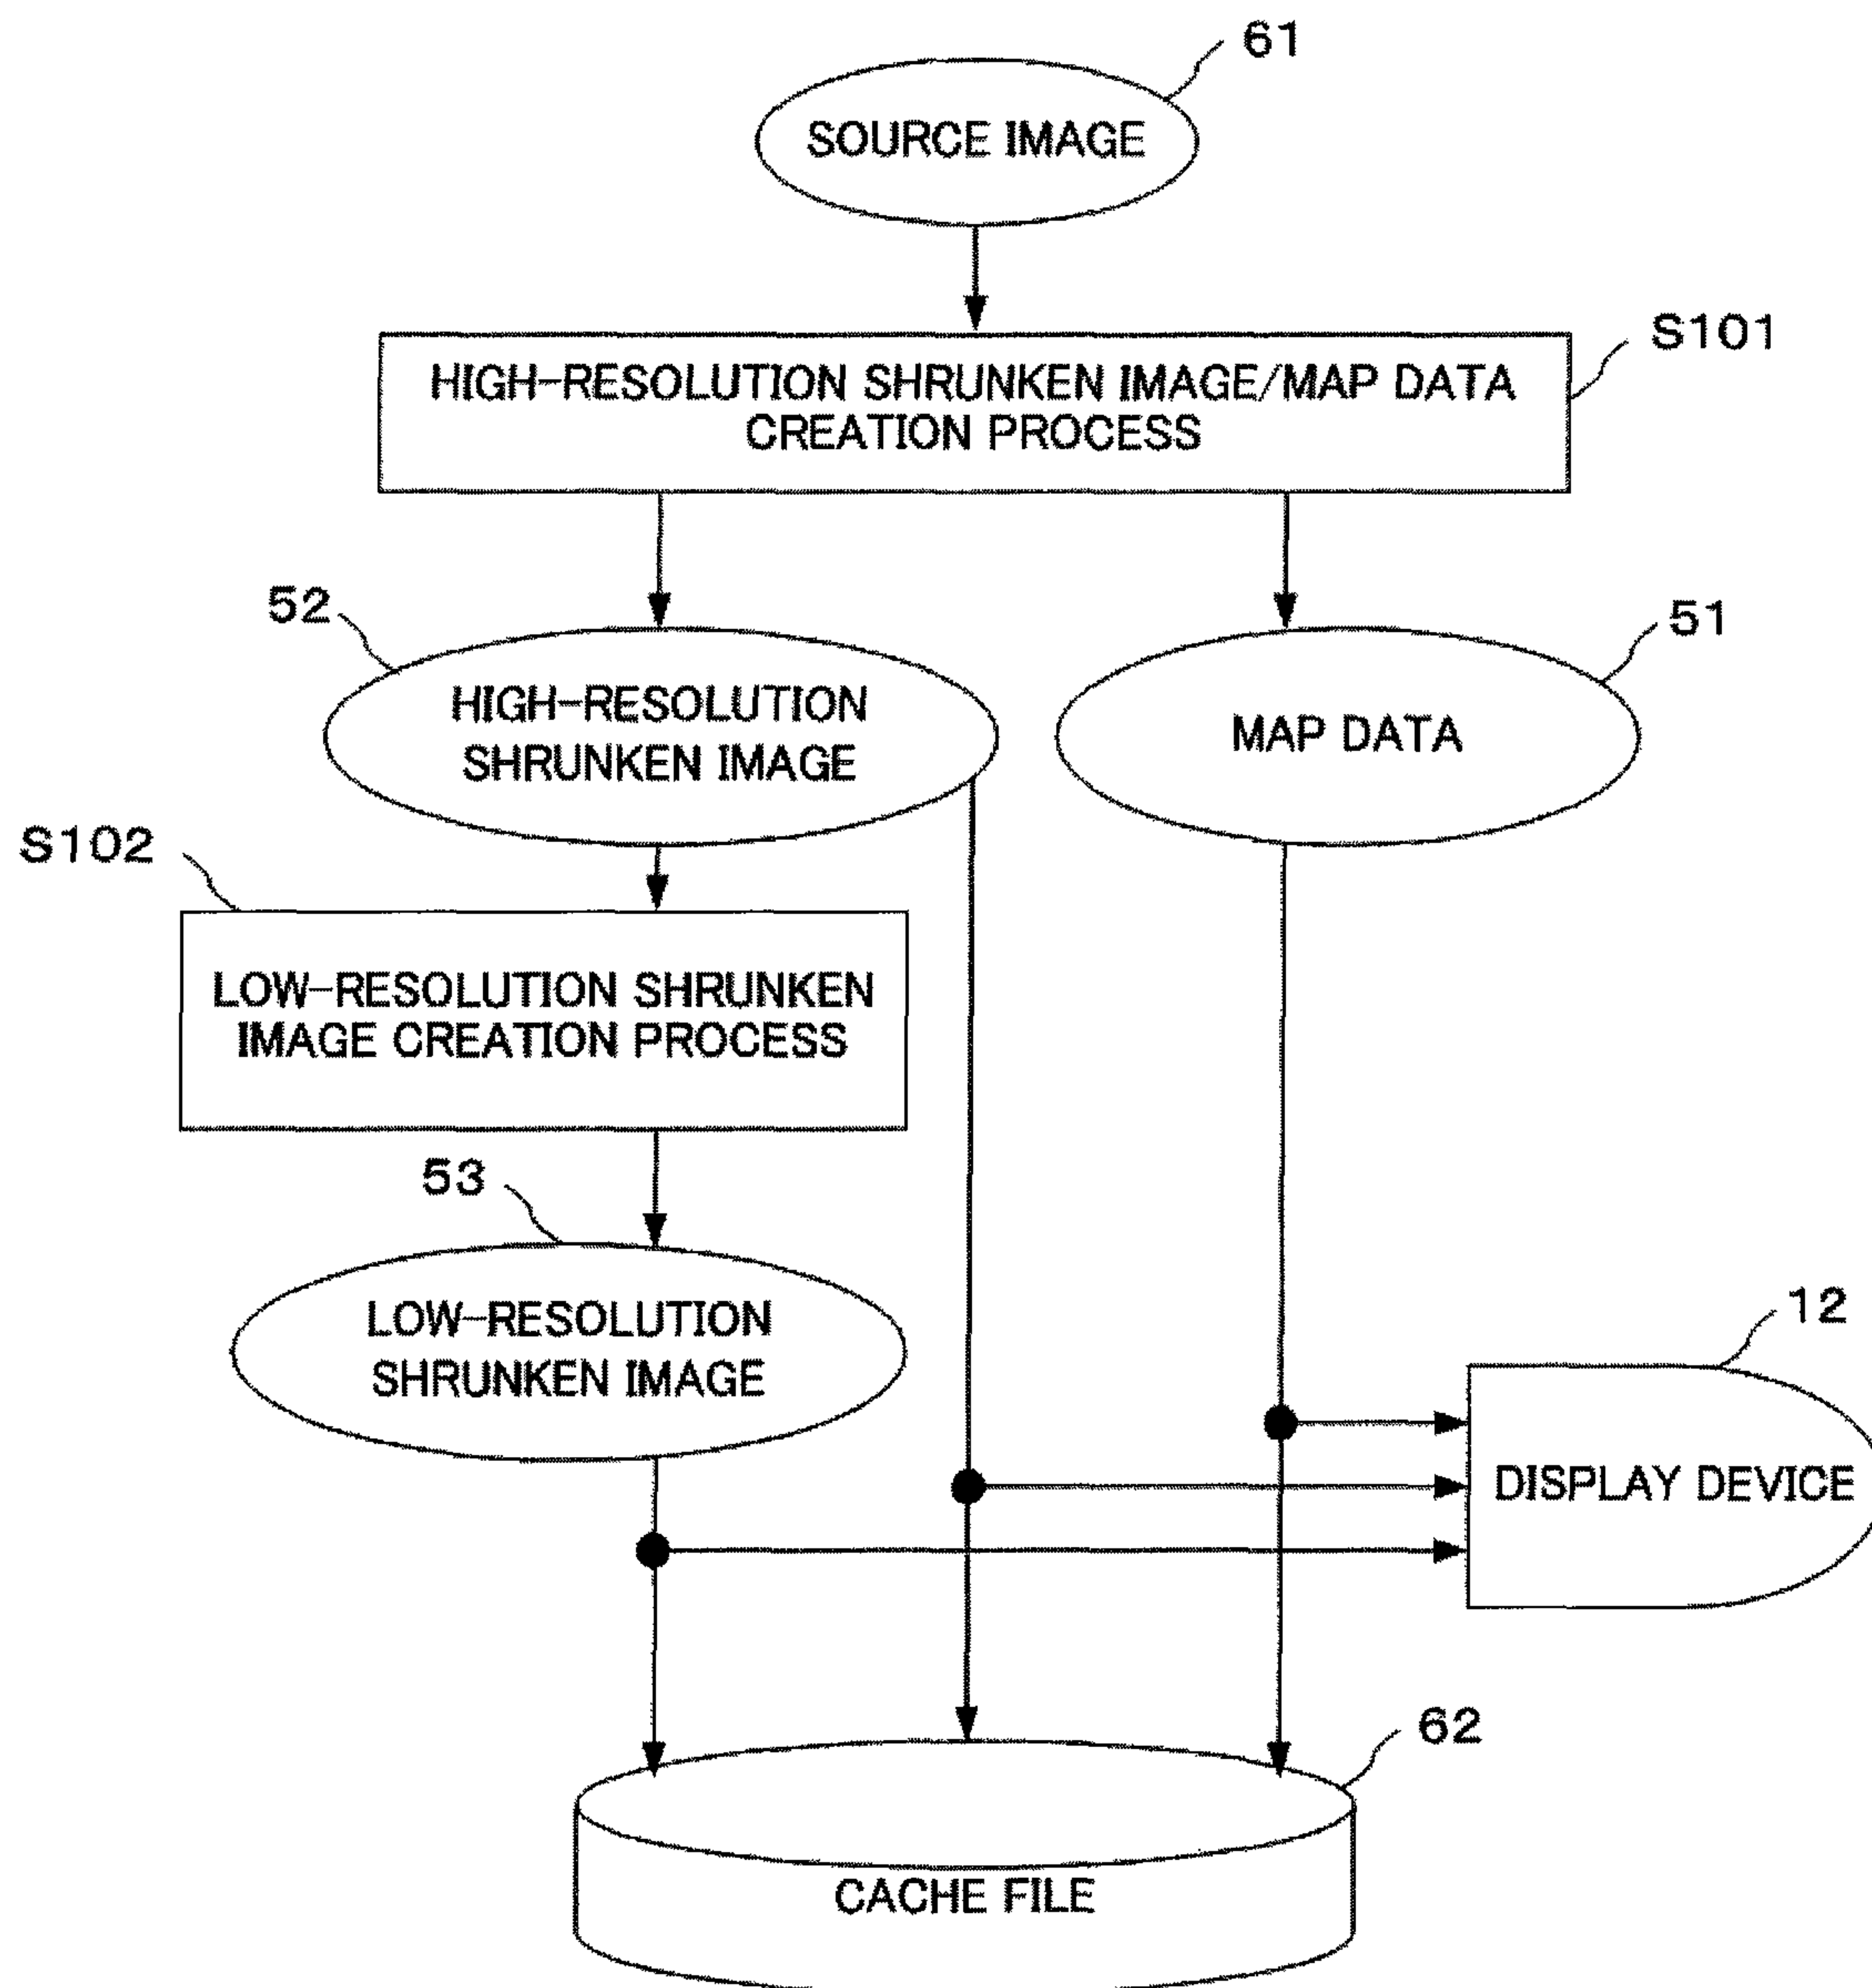 61
SOURCE IMAGE
S101
HIGH-RESOLUTION SHRUNKEN IMAGE/MAP DATA
CREATION PROCESS
52
51
HIGH-RESOLUTION
SHRUNKEN IMAGE
MAP DATA
S102
LOW-RESOLUTION SHRUNKEN
IMAGE CREATION PROCESS
53
LOW-RESOLUTION
SHRUNKEN IMAGE
12
DISPLAY DEVICE
62
CACHE FILE